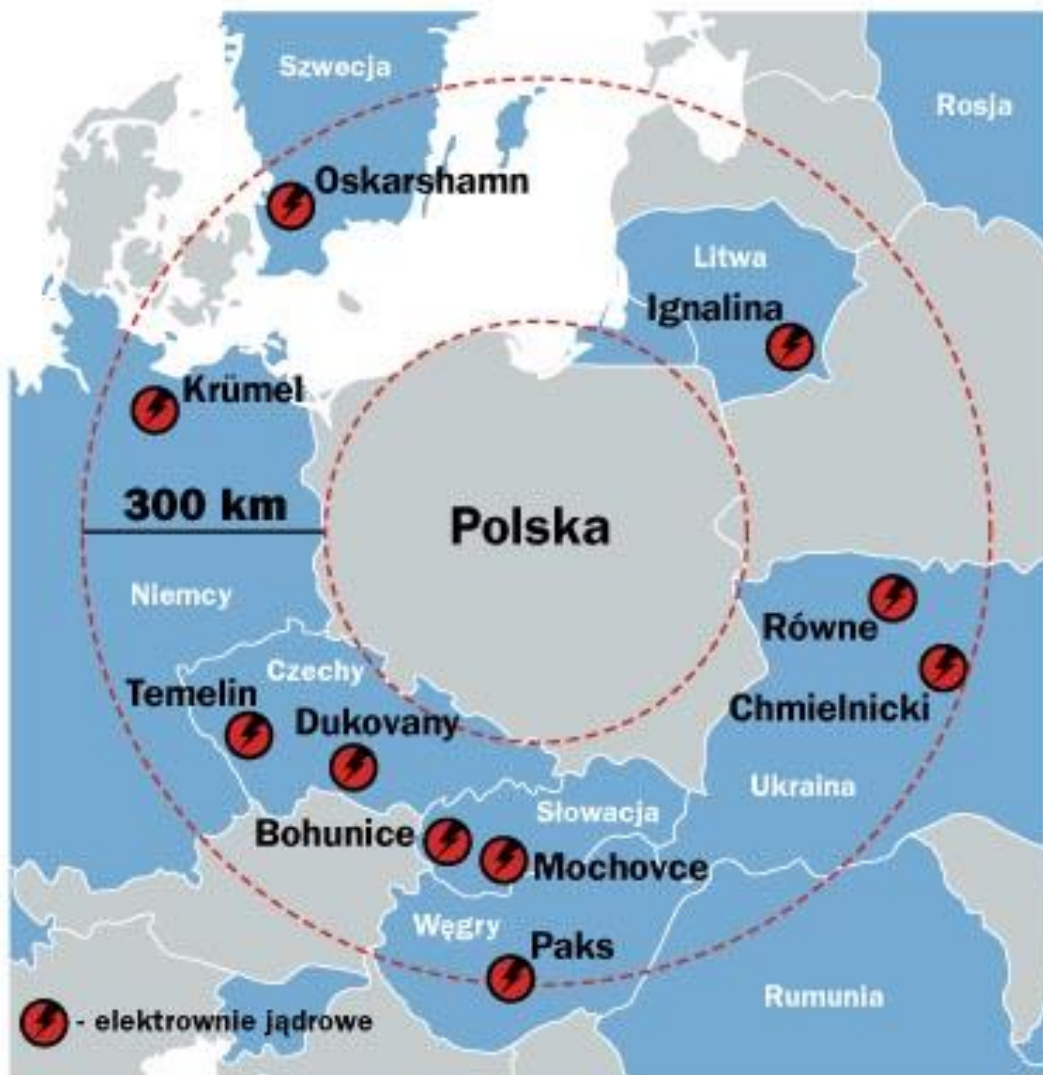 Szwecja
Rosja
Oskarshamn
Litwa
Ignalina
Krümel
300 km
Polska
Niemcy
Równe
Czechy
Temelin
Dukovany
Chmielnicki
Ukraina
Słowacja
Bohunice
Mochovce
Węgry
Paks
Rumunia
- elektrownie jądrowe